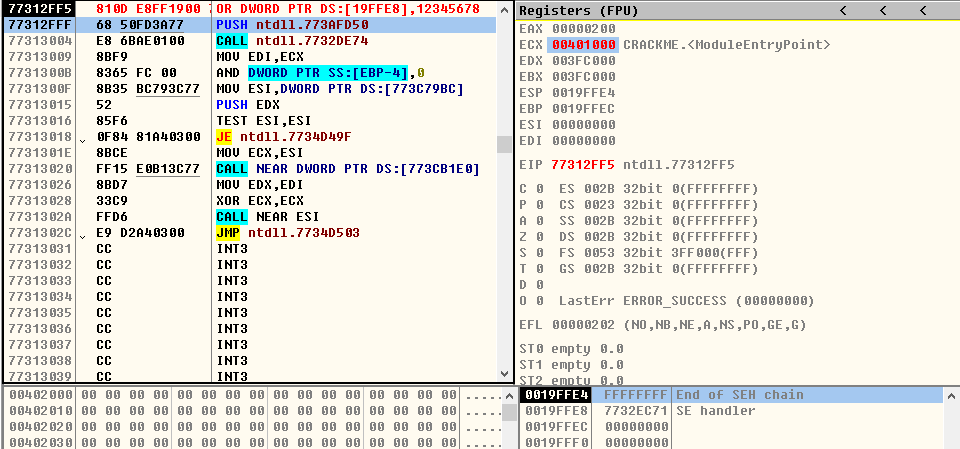 77312FF5 810D E8FF1900 OR DWORD PTR DS:[19FFE8],12345678
77312FFF 68 50FD3A77 PUSH ntdll.773AFD50
77313004 E8 6BAE0100 CALL ntdll.7732DE74
77313009 8BF9 MOV EDI,ECX
7731300B 8365 FC 00 AND DWORD PTR SS:[EBP-4],0
7731300F 8B35 BC793C77 MOV ESI,DWORD PTR DS:[773C79BC]
77313015 52 PUSH EDX
77313016 85F6 TEST ESI,ESI
77313018 0F84 81A40300 JE ntdll.7734D49F
7731301E 8BCE MOV ECX,ESI
77313020 FF15 E0B13C77 CALL NEAR DWORD PTR DS:[773CB1E0]
77313026 8BD7 MOV EDX,EDI
77313028 33C9 XOR ECX,ECX
7731302A FFD6 CALL NEAR ESI
7731302C E9 D2A40300 JMP ntdll.7734D503
77313031 CC INT3
77313032 CC INT3
77313033 CC INT3
77313034 CC INT3
77313035 CC INT3
77313036 CC INT3
77313037 CC INT3
77313038 CC INT3
77313039 CC INT3
Registers (FPU) < < <
EAX 00000200
ECX 00401000 CRACKME.<ModuleEntryPoint>
EDX 003FC000
EBX 003FC000
ESP 0019FFE4
EBP 0019FFEC
ESI 00000000
EDI 00000000
EIP 77312FF5 ntdll.77312FF5
C 0 ES 002B 32bit 0(FFFFFFFF)
P 0 CS 0023 32bit 0(FFFFFFFF)
A 0 SS 002B 32bit 0(FFFFFFFF)
Z 0 DS 002B 32bit 0(FFFFFFFF)
S 0 FS 0053 32bit 3FF000(FFF)
T 0 GS 002B 32bit 0(FFFFFFFF)
D 0
O 0 LastErr ERROR_SUCCESS (00000000)
EFL 00000202 (NO,NB,NE,A,NS,PO,GE,G)
ST0 empty 0.0
ST1 empty 0.0
ST2 empty 0.0
00402000 00 00 00 00 00 00 00 00 00 00 00 00 00 00 00 00 .....
00402010 00 00 00 00 00 00 00 00 00 00 00 00 00 00 00 00 .....
00402020 00 00 00 00 00 00 00 00 00 00 00 00 00 00 00 00 .....
00402030 00 00 00 00 00 00 00 00 00 00 00 00 00 00 00 00 .....
0019FFE4 FFFFFFFF End of SEH chain
0019FFE8 7732EC71 SE handler
0019FFEC 00000000
0019FFF0 00000000